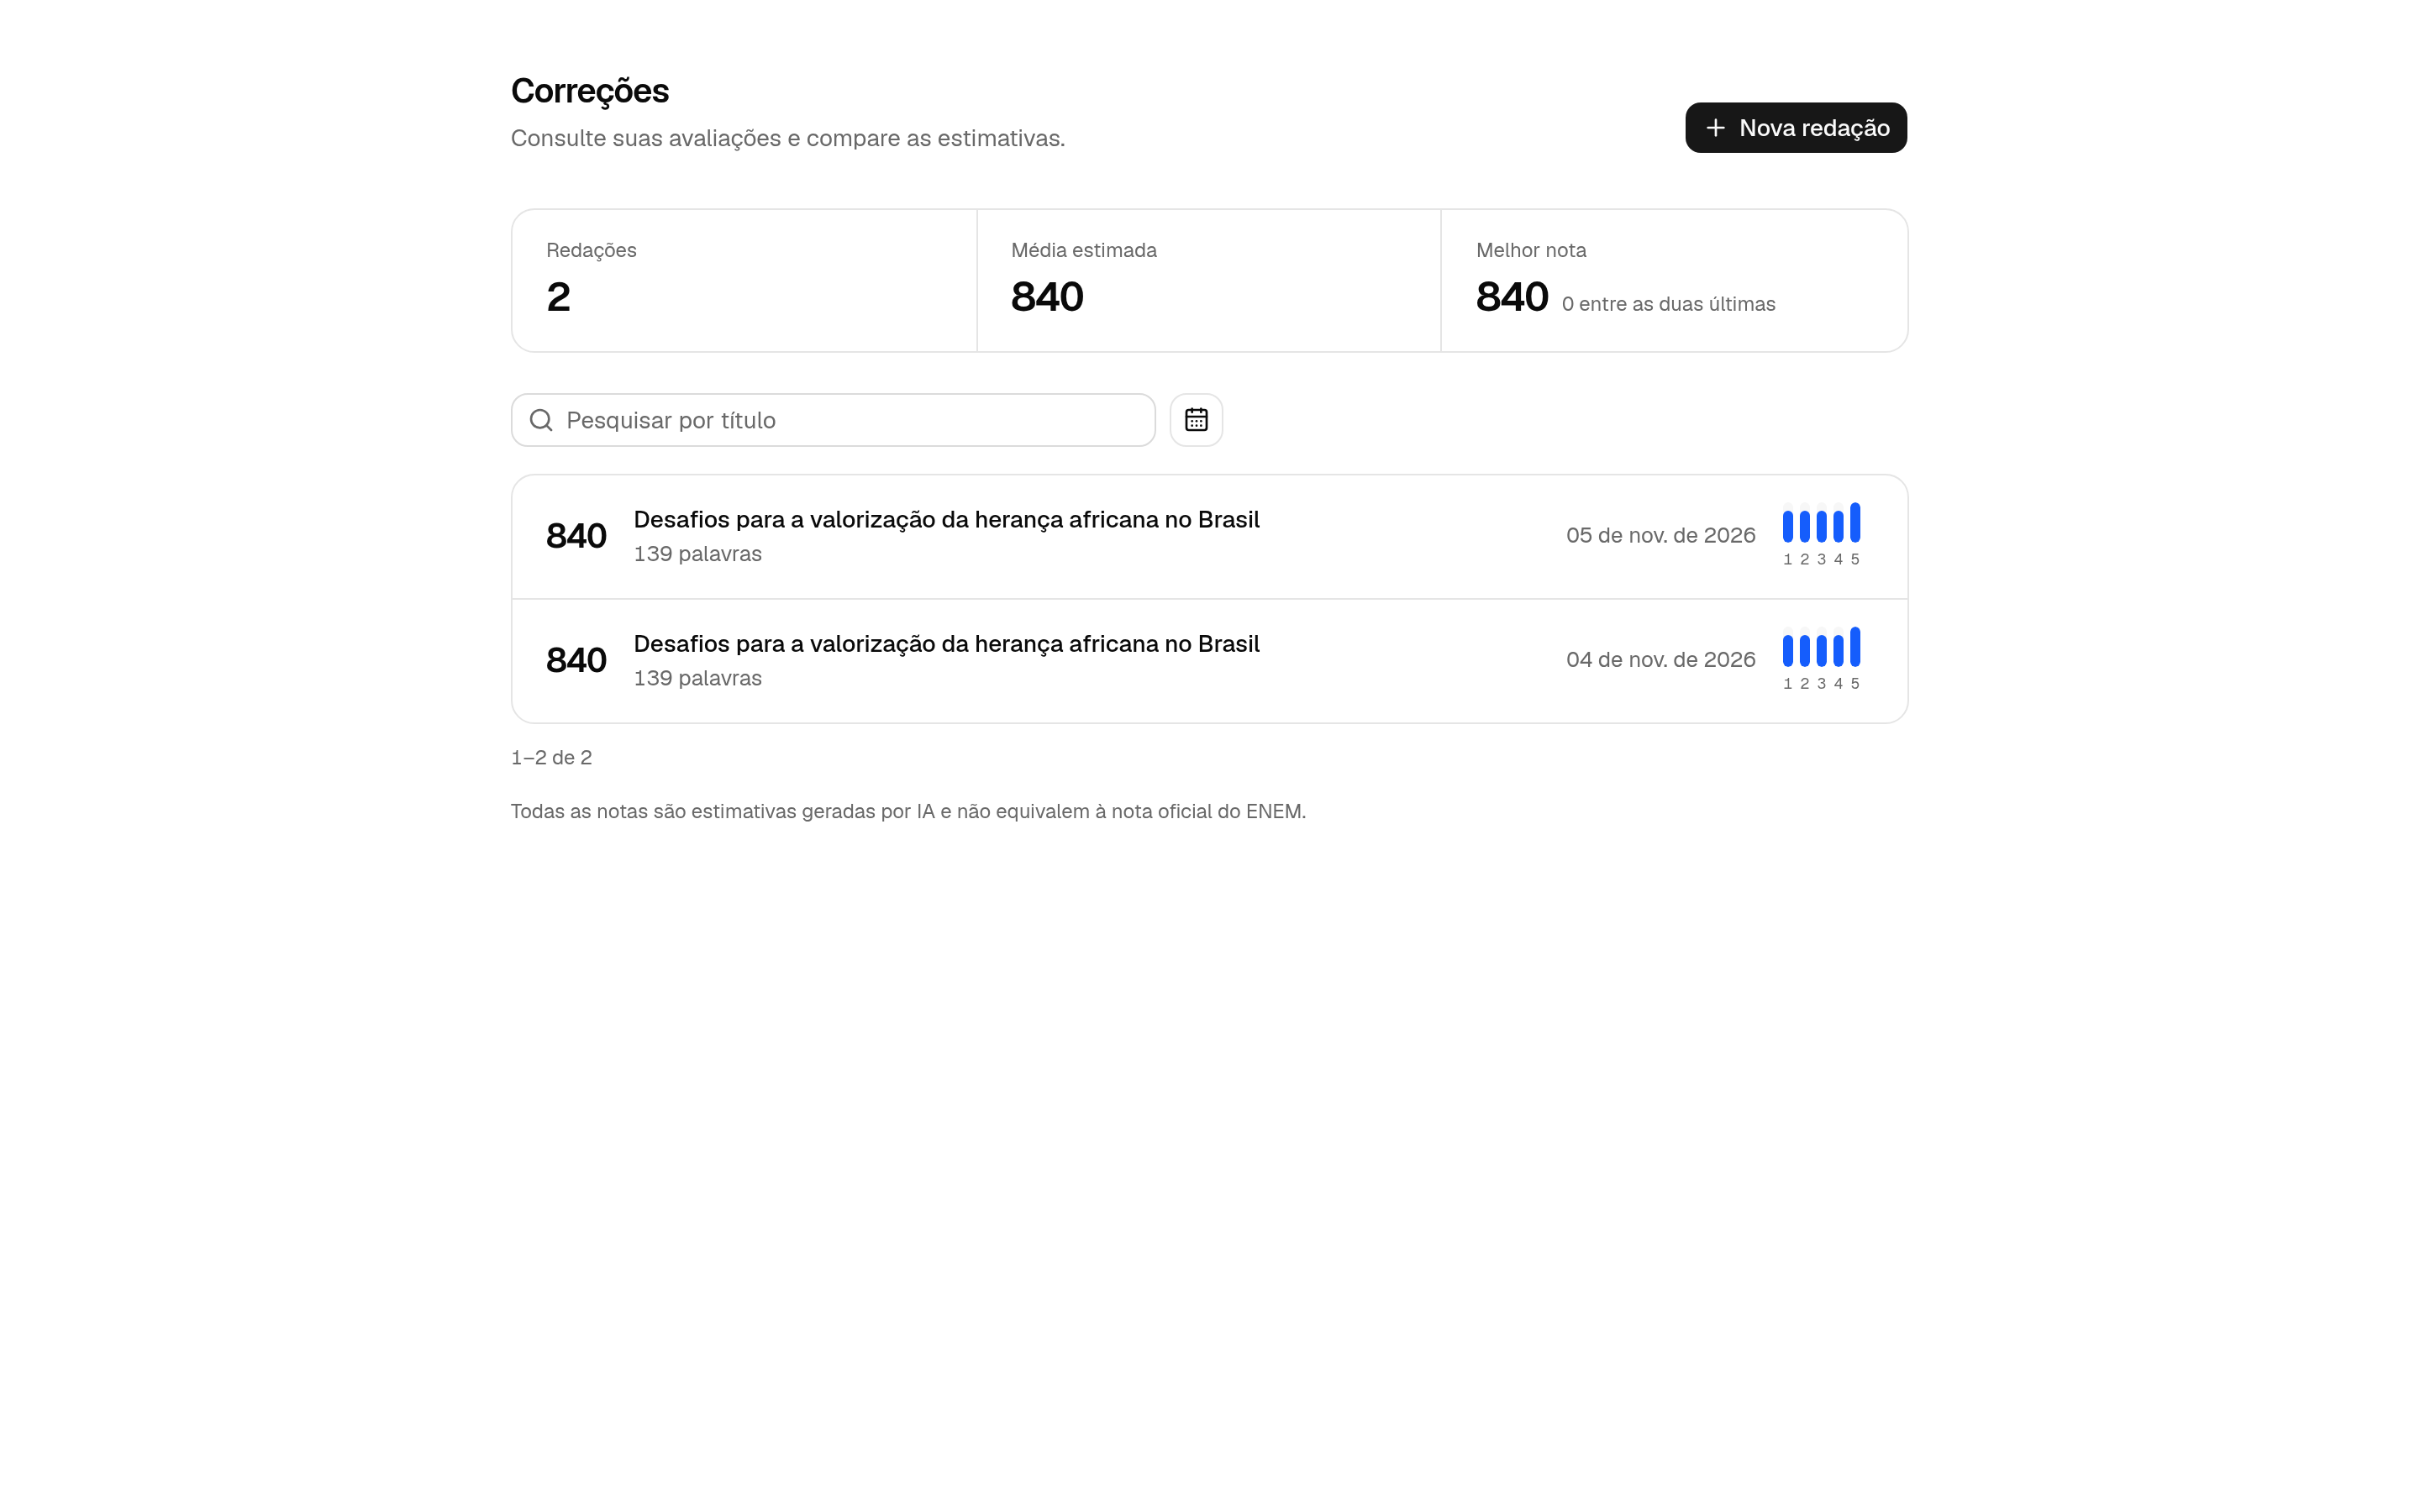 Correções
Consulte suas avaliações e compare as estimativas.
Nova redação
Redações
2
Média estimada
840
Melhor nota
840 0 entre as duas últimas
Pesquisar por título
840
Desafios para a valorização da herança africana no Brasil
139 palavras
05 de nov. de 2026
1 2 3 4 5
840
Desafios para a valorização da herança africana no Brasil
139 palavras
04 de nov. de 2026
1 2 3 4 5
1–2 de 2
Todas as notas são estimativas geradas por IA e não equivalem à nota oficial do ENEM.